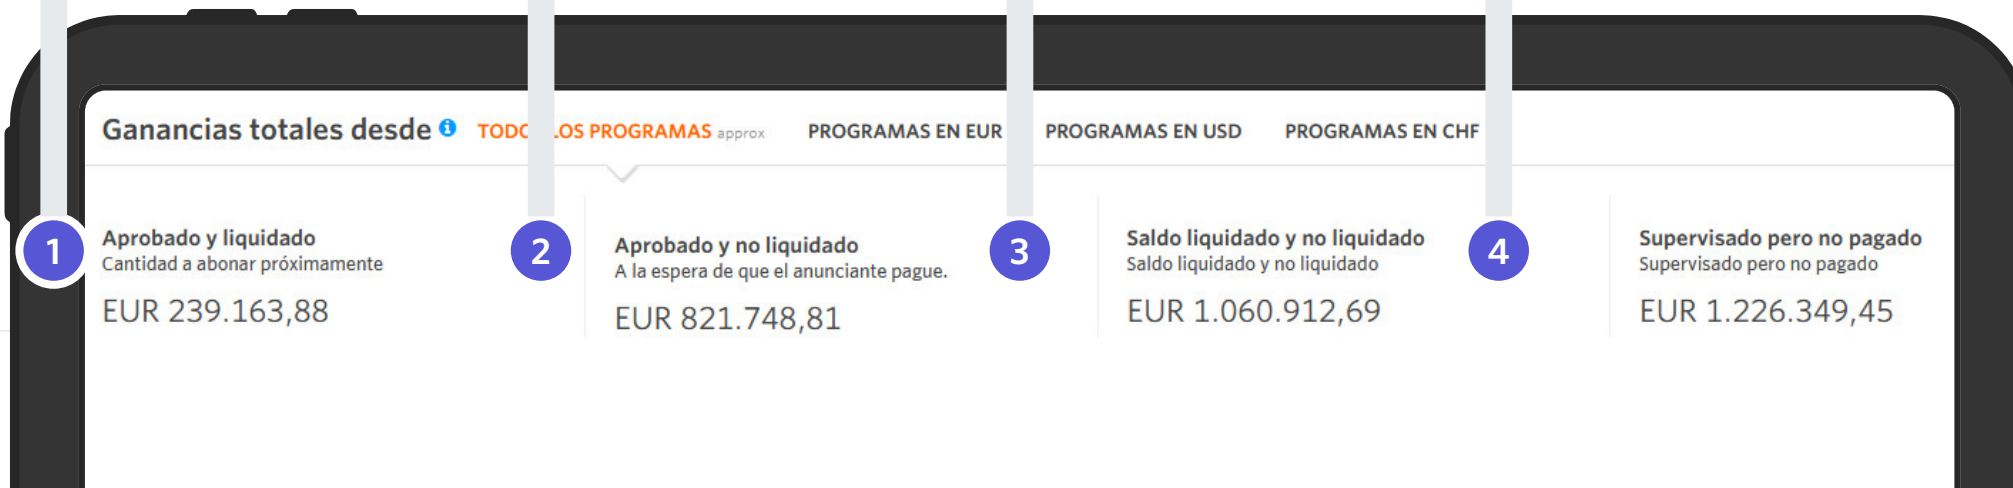 Ganancias totales desde TODO LOS PROGRAMAS approx PROGRAMAS EN EUR PROGRAMAS EN USD PROGRAMAS EN CHF
1
Aprobado y liquidado
Cantidad a abonar próximamente
EUR 239.163,88
2
Aprobado y no liquidado
A la espera de que el anunciante pague.
EUR 821.748,81
3
Saldo liquidado y no liquidado
Saldo liquidado y no liquidado
EUR 1.060.912,69
4
Supervisado pero no pagado
Supervisado pero no pagado
EUR 1.226.349,45